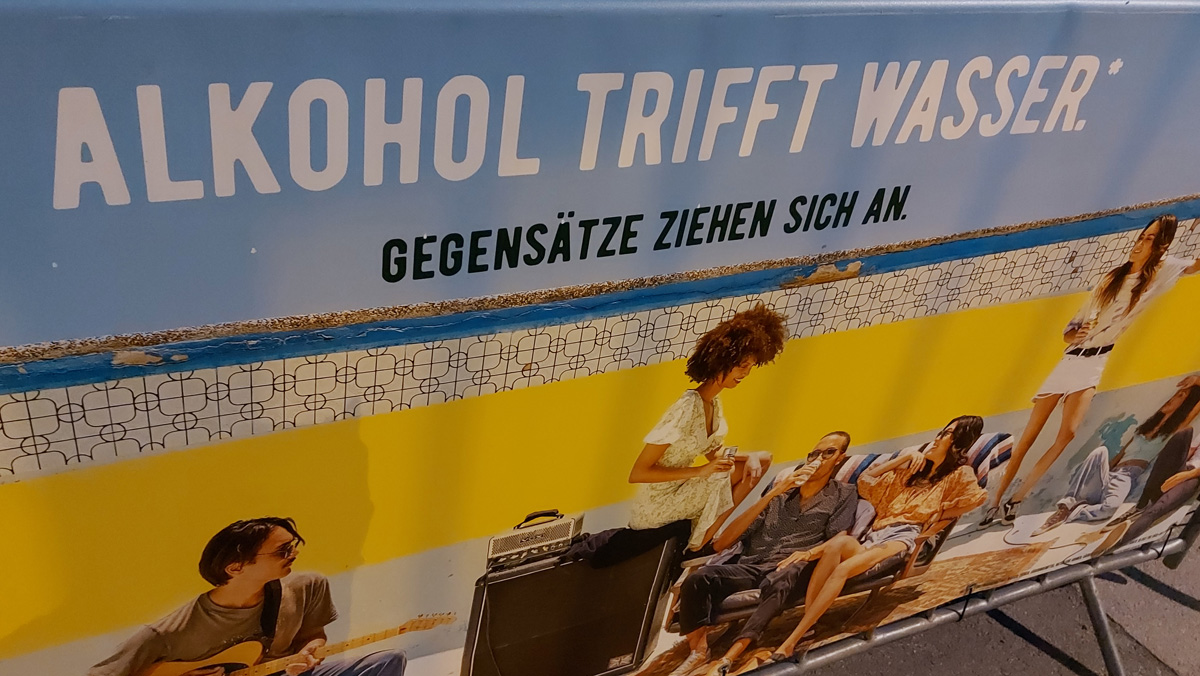 ALKOHOL TRIFFT WASSER.*
GEGENSÄTZE ZIEHEN SICH AN.